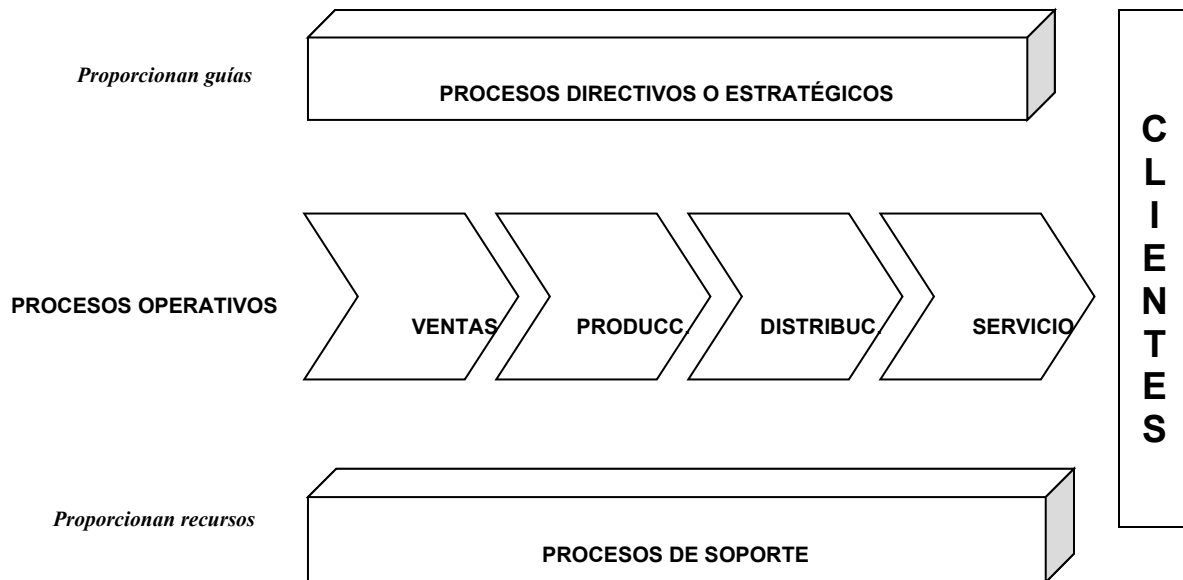 Proporcionan guías
PROCESOS DIRECTIVOS O ESTRATÉGICOS
PROCESOS OPERATIVOS
VENTAS
PRODUCC.
DISTRIBUC.
SERVICIO
Proporcionan recursos
PROCESOS DE SOPORTE
C
L
I
E
N
T
E
S